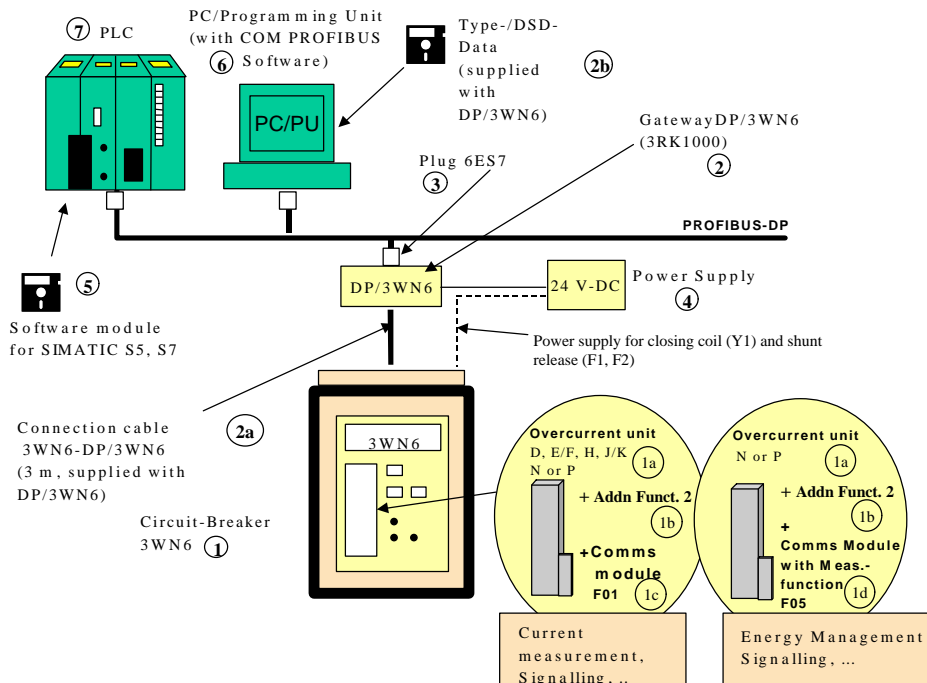 7 PLC
PC/Programming Unit
(with COM PROFIBUS
6 Software)
PC/PU
Type-/DSD-
Data
(supplied
with
DP/3WN6)
2b
GatewayDP/3WN6
(3RK1000)
2
Plug 6ES7
3
PROFIBUS-DP
5
Software module
for SIMATIC S5, S7
DP/3WN6
24 V-DC
Power Supply
4
Power supply for closing coil (Y1) and shunt
release (F1, F2)
Connection cable
3WN6-DP/3WN6
(3 m, supplied with
DP/3WN6)
2a
Circuit-Breaker
3WN6 1
3WN6
Overcurrent unit
D, E/F, H, J/K
N or P
1a
+ Addn Funct. 2
1b
+Comms
module
F01
1c
Current
measurement,
Signalling, ..
Overcurrent unit
N or P
1a
+ Addn Funct. 2
1b
+
Comms Module
with Meas.-
function
F05
1d
Energy Management
Signalling, ...